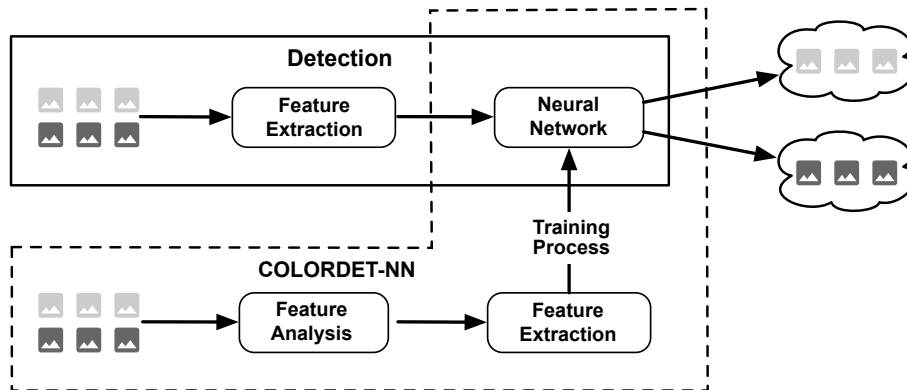 Detection
Feature
Extraction
Neural
Network
Training
Process
COLORDET-NN
Feature
Analysis
Feature
Extraction